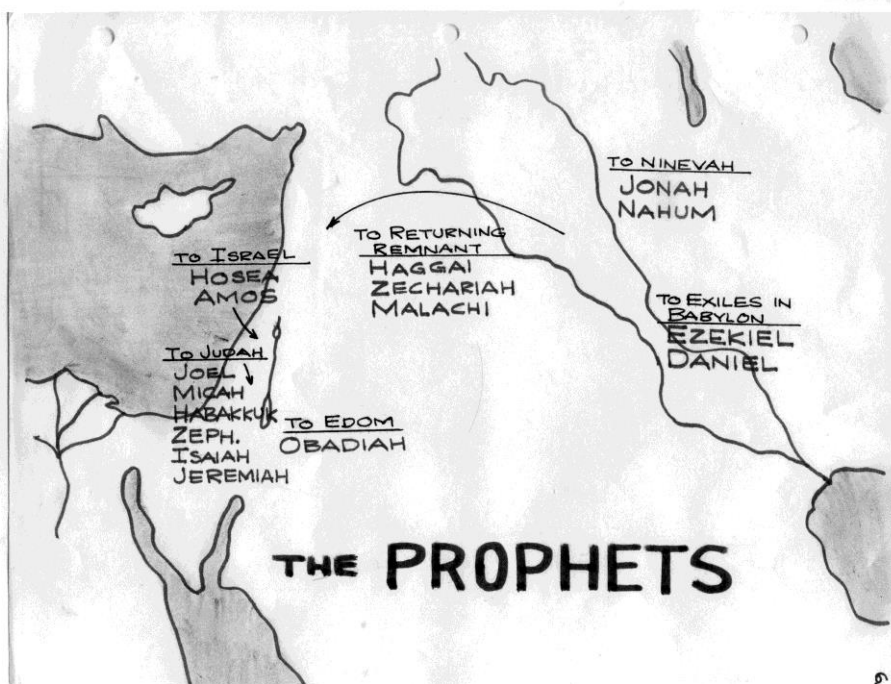 TO NINEVAH
JONAH
NAHUM
TO RETURNING
REMNANT
HAGGAI
ZECHARIAH
MALACHI
TO ISRAEL
HOSEA
AMOS
TO EXILES IN
BABYLON
EZEKIEL
DANIEL
TO JUDAH
JOEL
MICAH
HABAKKUK
ZEPH.
ISAIAH
JEREMIAH
TO EDOM
OBADIAH
THE PROPHETS